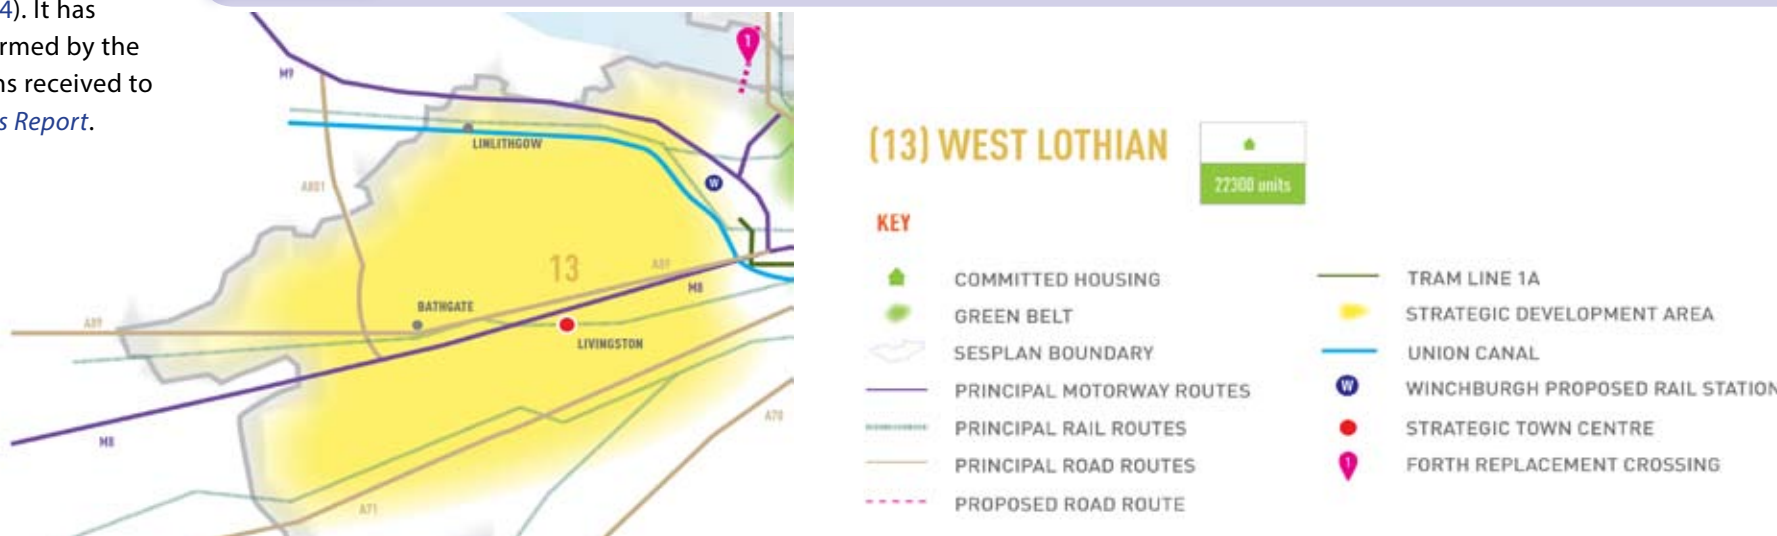 4). It has
rmed by the
ns received to
s Report.
1
M9
LINLITHGOW
A801
W
13
A89
M8
BATHGATE
A89
LIVINGSTON
A70
M8
A71
(13) WEST LOTHIAN
22300 units
KEY
COMMITTED HOUSING
GREEN BELT
SESPLAN BOUNDARY
PRINCIPAL MOTORWAY ROUTES
PRINCIPAL RAIL ROUTES
PRINCIPAL ROAD ROUTES
PROPOSED ROAD ROUTE
TRAM LINE 1A
STRATEGIC DEVELOPMENT AREA
UNION CANAL
W WINCHBURGH PROPOSED RAIL STATION
STRATEGIC TOWN CENTRE
1 FORTH REPLACEMENT CROSSING